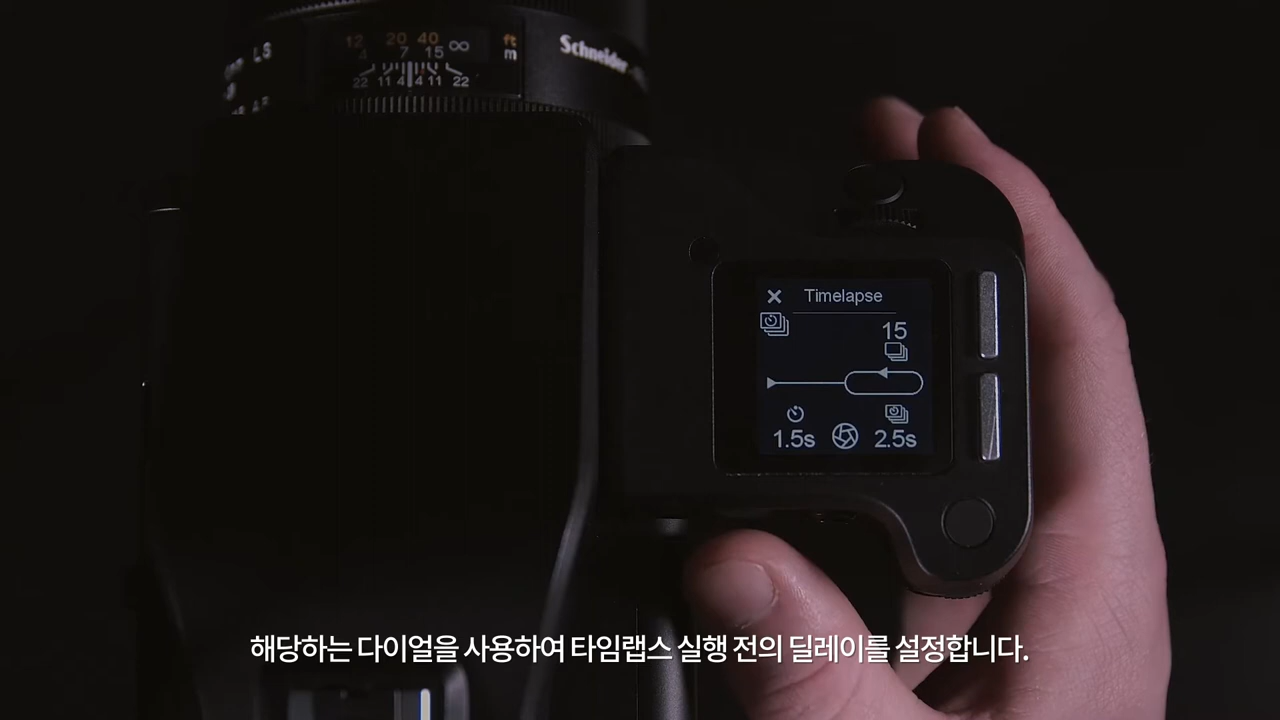 LS
12 20 40 ft
4 7 15 ∞ m
22 11 4 4 11 22
Schneider
Timelapse
15
1.5s 2.5s
해당하는 다이얼을 사용하여 타임랩스 실행 전의 딜레이를 설정합니다.